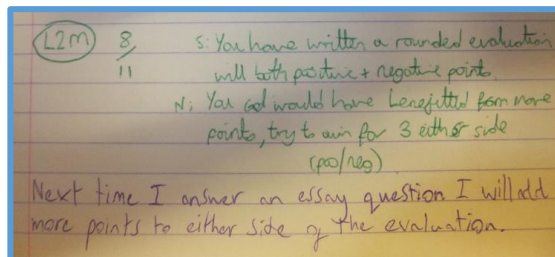 L2M 8/11 S: You have written a rounded evaluation
will both positive + negative points.
N: You would have benefitted from more
points, try to aim for 3 either side
(pos/neg)
Next time I answer an essay question I will add
more points to either side of the evaluation.